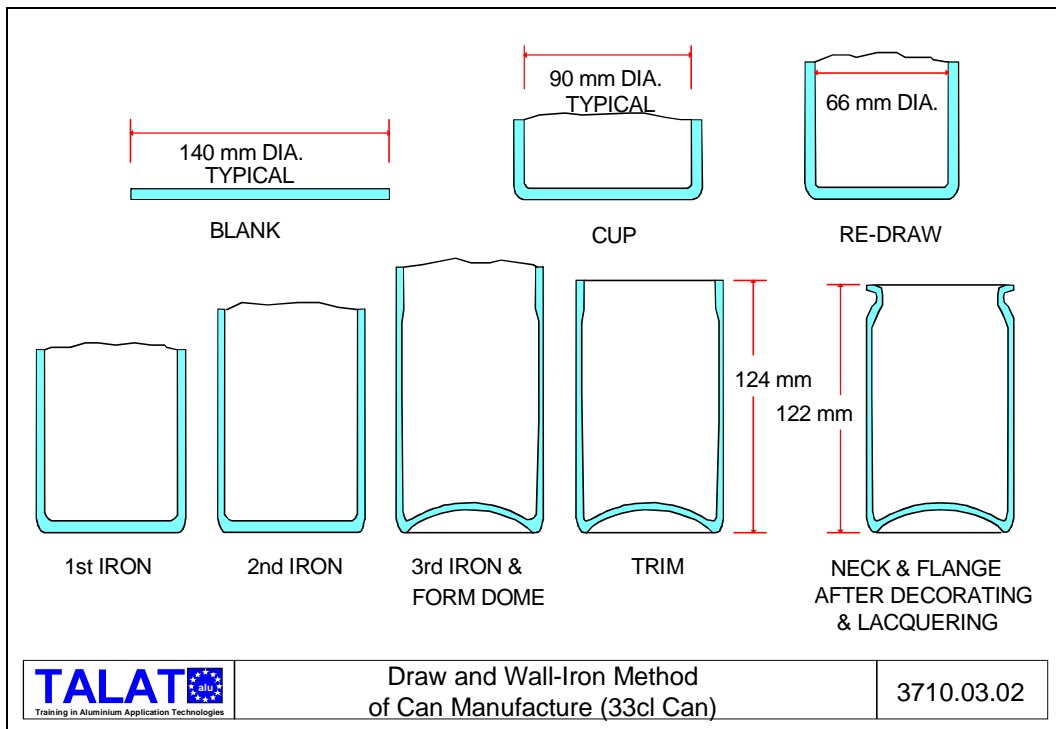 140 mm DIA.
TYPICAL
BLANK
90 mm DIA.
TYPICAL
CUP
66 mm DIA.
RE-DRAW
1st IRON
2nd IRON
3rd IRON &
FORM DOME
TRIM
124 mm
122 mm
NECK & FLANGE
AFTER DECORATING
& LACQUERING
TALAT
alu
Training in Aluminium Application Technologies
Draw and Wall-Iron Method
of Can Manufacture (33cl Can)
3710.03.02